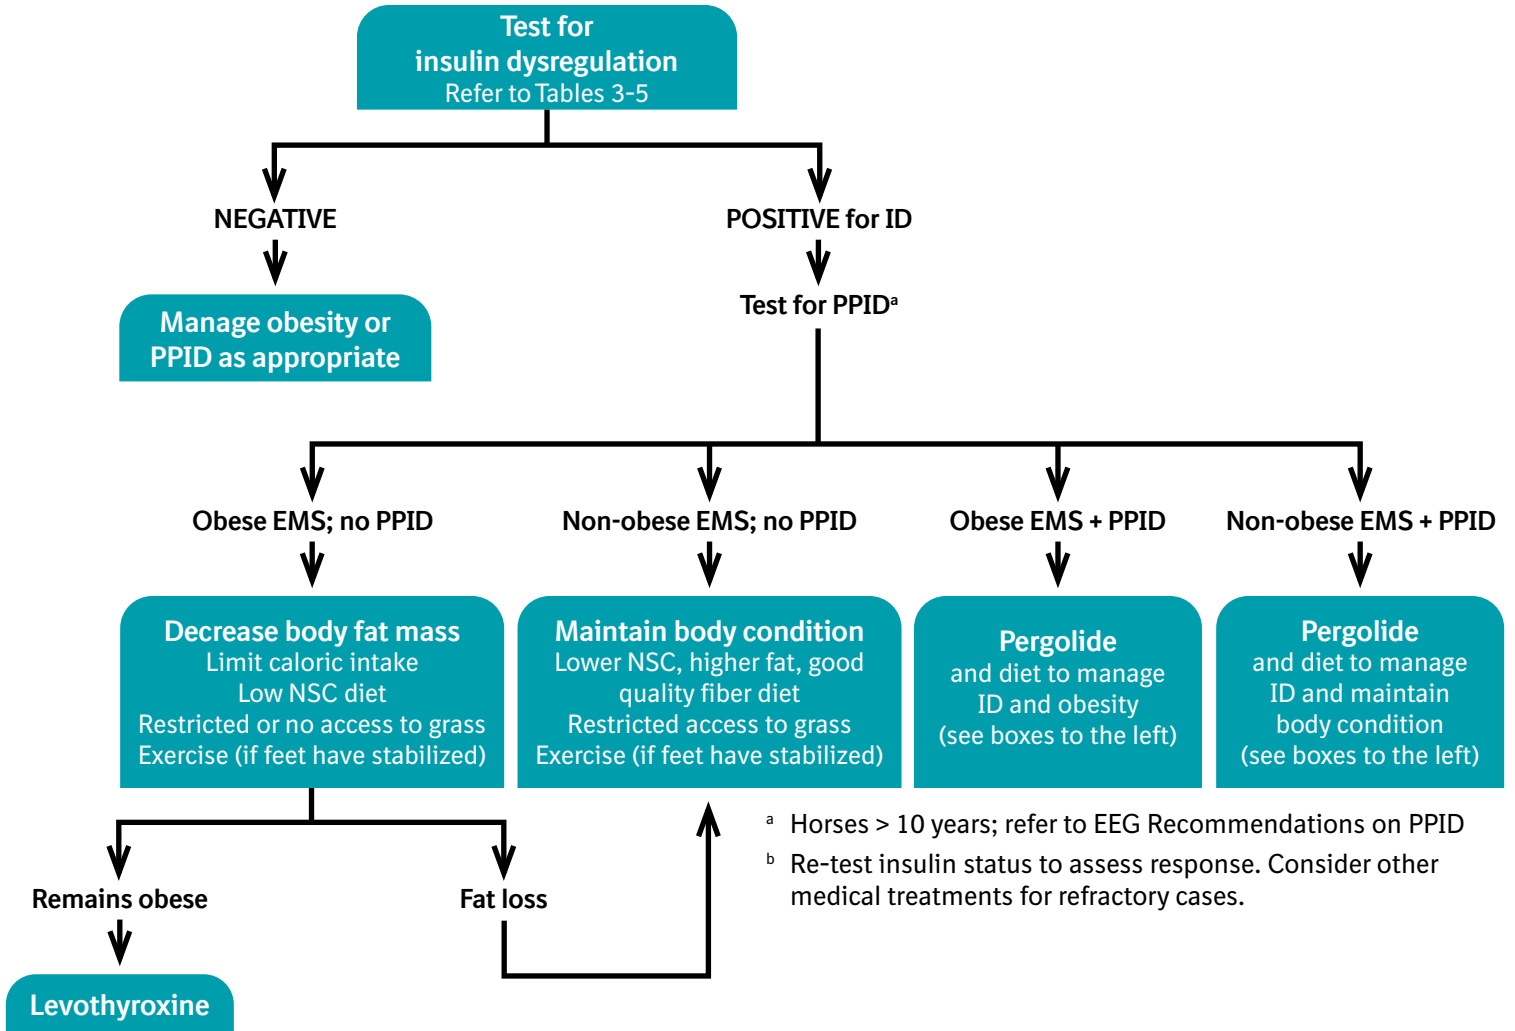 Test for
insulin dysregulation
Refer to Tables 3-5
NEGATIVE
POSITIVE for ID
Manage obesity or
PPID as appropriate
Test for PPIDᵃ
Obese EMS; no PPID
Non-obese EMS; no PPID
Obese EMS + PPID
Non-obese EMS + PPID
Decrease body fat mass
Limit caloric intake
Low NSC diet
Restricted or no access to grass
Exercise (if feet have stabilized)
Maintain body condition
Lower NSC, higher fat, good
quality fiber diet
Restricted access to grass
Exercise (if feet have stabilized)
Pergolide
and diet to manage
ID and obesity
(see boxes to the left)
Pergolide
and diet to manage
ID and maintain
body condition
(see boxes to the left)
Remains obese
Fat loss
Levothyroxine
ᵃ Horses > 10 years; refer to EEG Recommendations on PPID
ᵇ Re-test insulin status to assess response. Consider other
medical treatments for refractory cases.